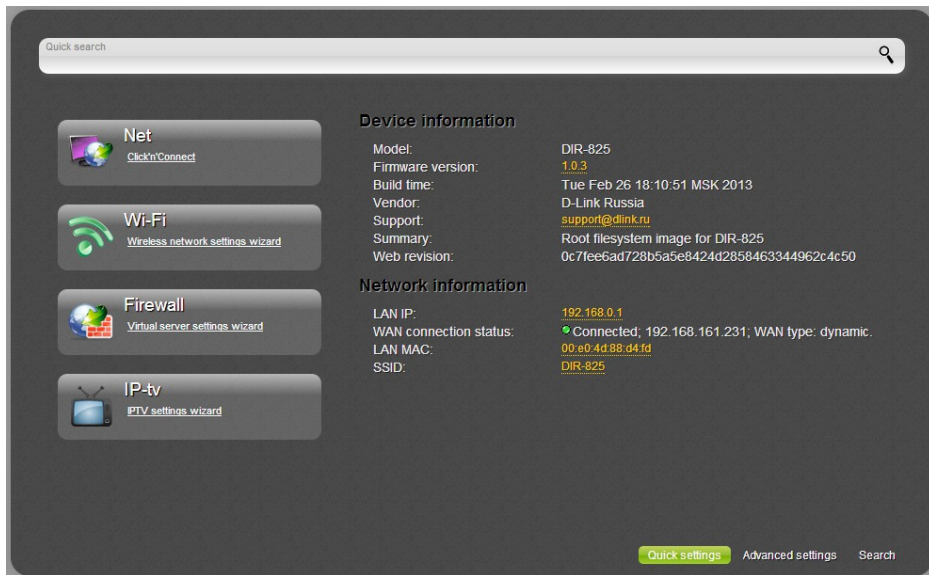 Quick search
Net
Click'n'Connect
Wi-Fi
Wireless network settings wizard
Firewall
Virtual server settings wizard
IP-tv
IPTV settings wizard
Device information
Model: DIR-825
Firmware version: 1.0.3
Build time: Tue Feb 26 18:10:51 MSK 2013
Vendor: D-Link Russia
Support: support@dlink.ru
Summary: Root filesystem image for DIR-825
Web revision: 0c7fee6ad728b5a5e8424d2858463344962c4c50
Network information
LAN IP: 192.168.0.1
WAN connection status: Connected; 192.168.161.231; WAN type: dynamic.
LAN MAC: 00:e0:4d:88:d4:fd
SSID: DIR-825
Quick settings Advanced settings Search